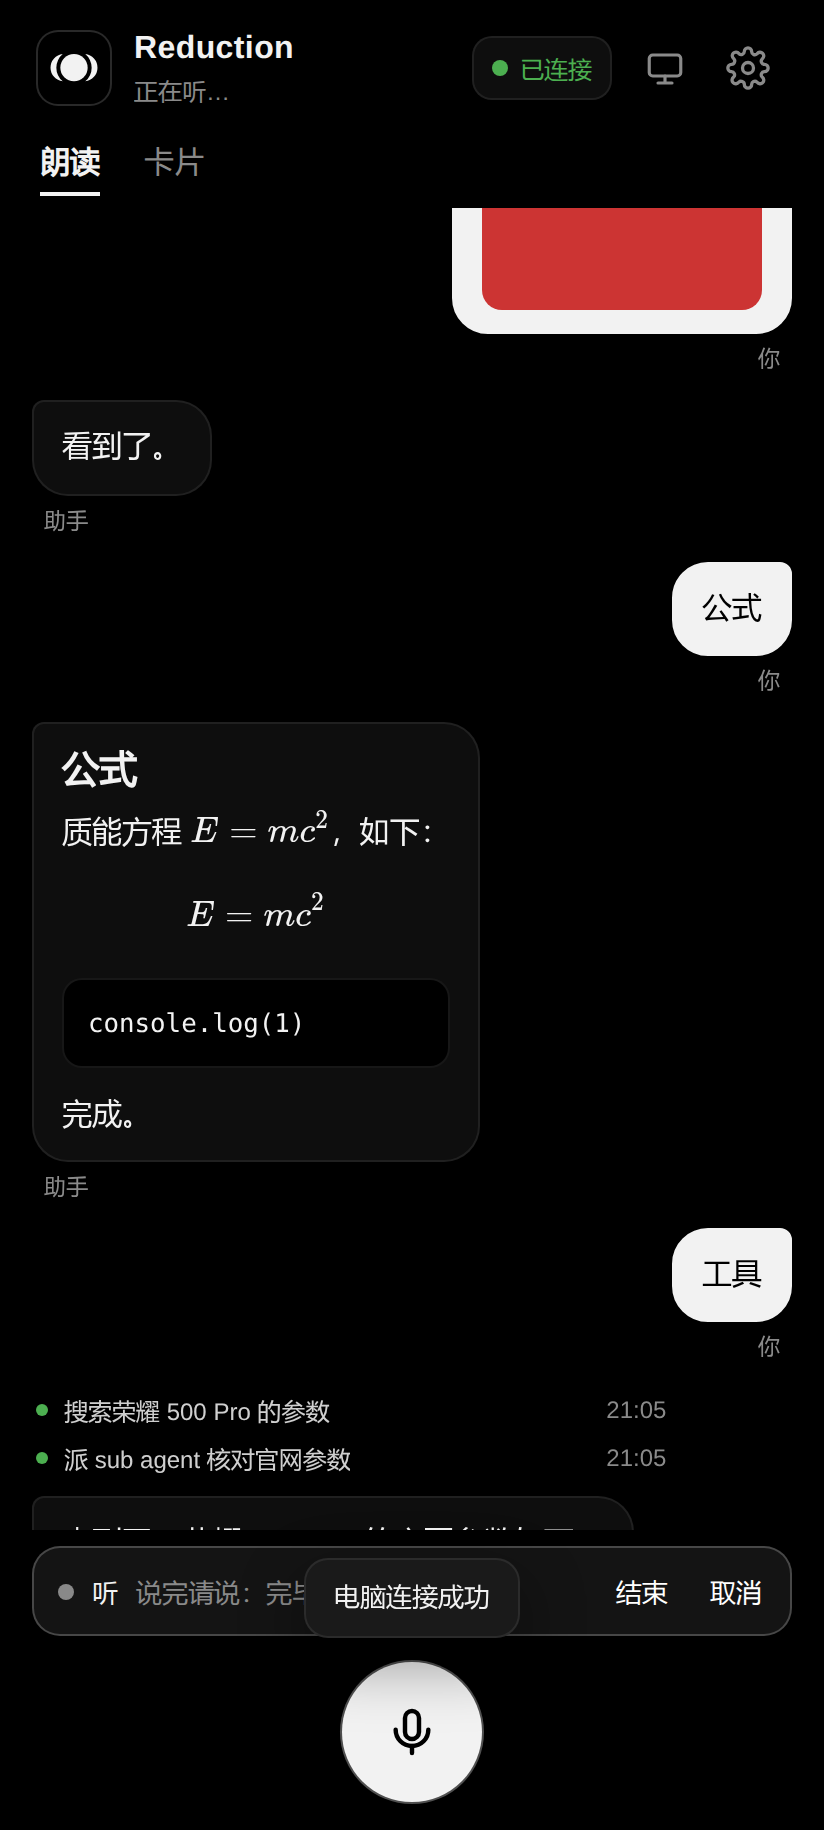 Reduction
正在听…
已连接
朗读
卡片
你
看到了。
助手
公式
你
公式
质能方程 E = mc²，如下：
E = mc²
console.log(1)
完成。
助手
工具
你
搜索荣耀 500 Pro 的参数 21:05
派 sub agent 核对官网参数 21:05
听 说完请说：完
电脑连接成功
结束 取消